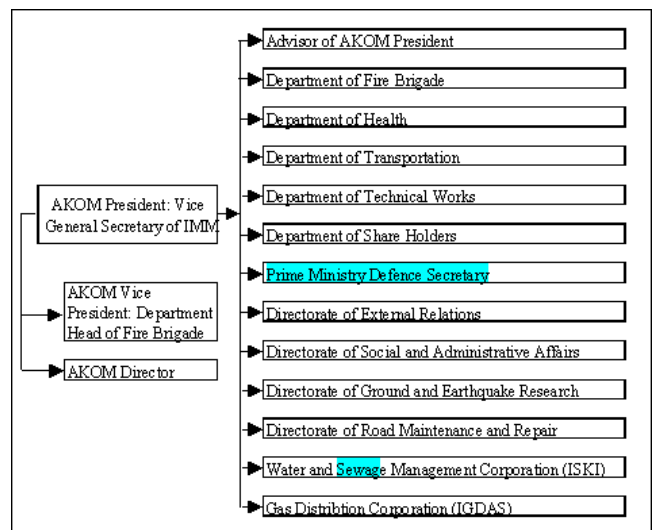 AKOM President: Vice
General Secretary of IMM
AKOM Vice
President: Department
Head of Fire Brigade
AKOM Director
Advisor of AKOM President
Department of Fire Brigade
Department of Health
Department of Transportation
Department of Technical Works
Department of Share Holders
Prime Ministry Defence Secretary
Directorate of External Relations
Directorate of Social and Administrative Affairs
Directorate of Ground and Earthquake Research
Directorate of Road Maintenance and Repair
Water and Sewage Management Corporation (ISKI)
Gas Distribtion Corporation (IGDAS)